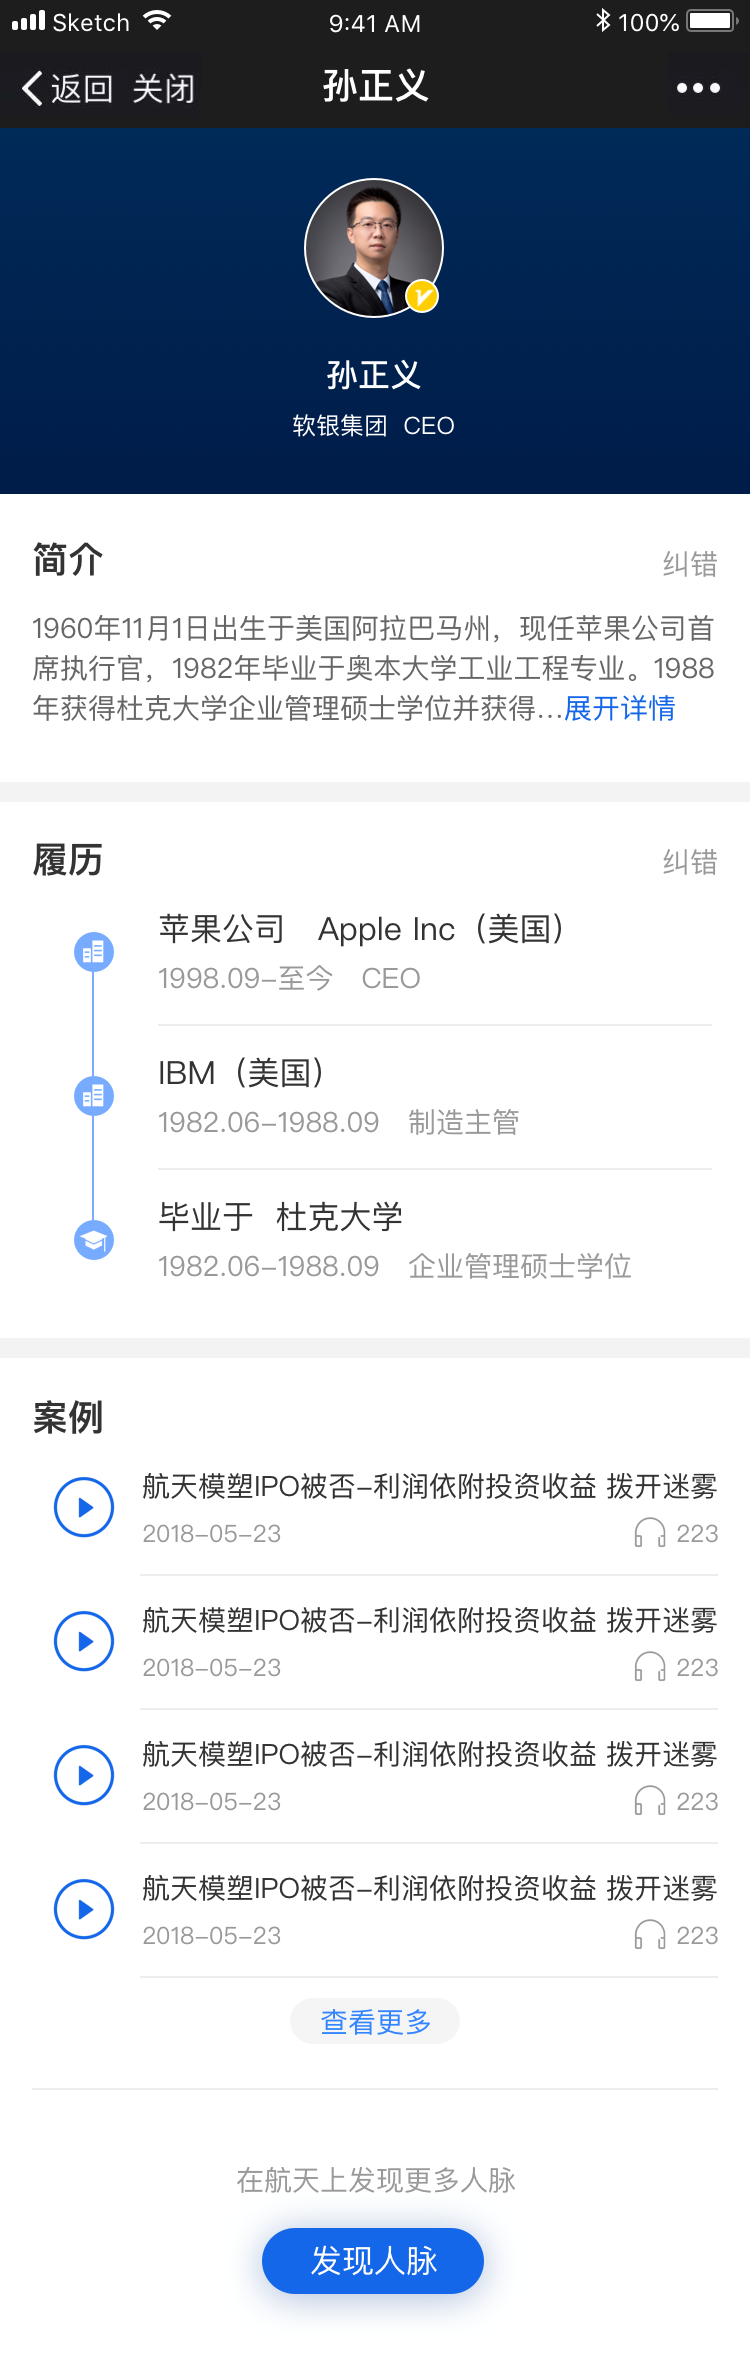 Sketch 9:41 AM 100%
返回 关闭 孙正义
孙正义
软银集团 CEO
简介 纠错
1960年11月1日出生于美国阿拉巴马州，现任苹果公司首
席执行官，1982年毕业于奥本大学工业工程专业。1988
年获得杜克大学企业管理硕士学位并获得...展开详情
履历 纠错
苹果公司 Apple Inc（美国）
1998.09-至今 CEO
IBM（美国）
1982.06-1988.09 制造主管
毕业于 杜克大学
1982.06-1988.09 企业管理硕士学位
案例
航天模塑IPO被否-利润依附投资收益 拨开迷雾
2018-05-23 223
航天模塑IPO被否-利润依附投资收益 拨开迷雾
2018-05-23 223
航天模塑IPO被否-利润依附投资收益 拨开迷雾
2018-05-23 223
航天模塑IPO被否-利润依附投资收益 拨开迷雾
2018-05-23 223
查看更多
在航天上发现更多人脉
发现人脉